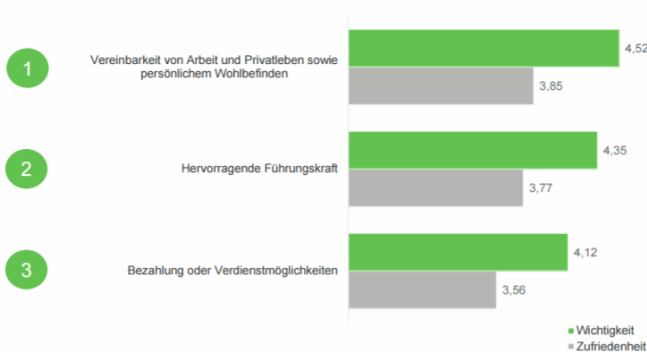 1
Vereinbarkeit von Arbeit und Privatleben sowie
persönlichem Wohlbefinden
4,52
3,85
2
Hervorragende Führungskraft
4,35
3,77
3
Bezahlung oder Verdienstmöglichkeiten
4,12
3,56
Wichtigkeit
Zufriedenheit